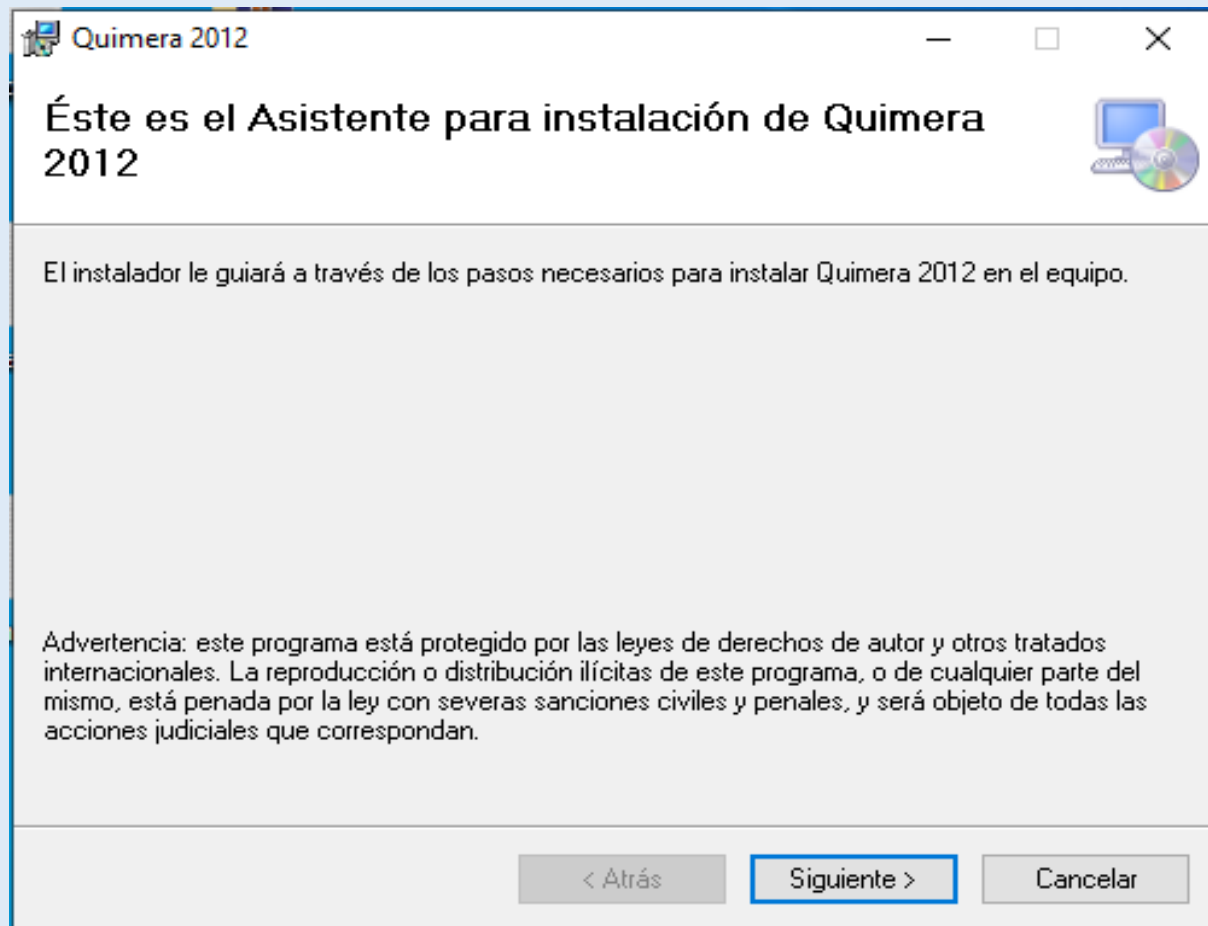 Quimera 2012
Éste es el Asistente para instalación de Quimera
2012
El instalador le guiará a través de los pasos necesarios para instalar Quimera 2012 en el equipo.
Advertencia: este programa está protegido por las leyes de derechos de autor y otros tratados
internacionales. La reproducción o distribución ilícitas de este programa, o de cualquier parte del
mismo, está penada por la ley con severas sanciones civiles y penales, y será objeto de todas las
acciones judiciales que correspondan.
< Atrás
Siguiente >
Cancelar